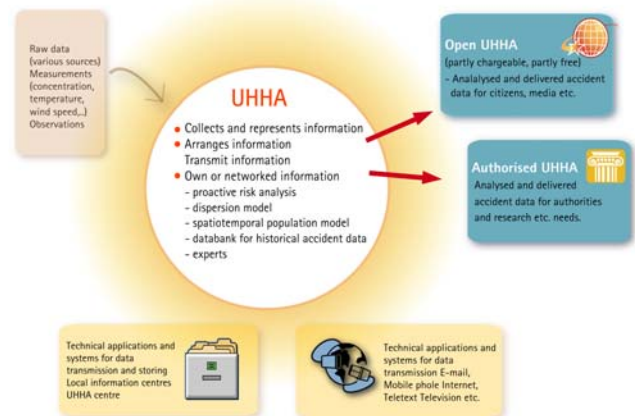 Raw data
(various sources)
Measurements
(concentration,
temperature,
wind speed,..)
Observations
UHHA
Collects and represents information
Arranges information
Transmit information
Own or networked information
- proactive risk analysis
- dispersion model
- spatiotemporal population model
- databank for historical accident data
- experts
Open UHHA
(partly chargeable, partly free)
- Analalysed and delivered accident
data for citizens, media etc.
Authorised UHHA
Analysed and delivered
accident data for authorities
and research etc. needs.
Technical applications and
systems for data
transmission and storing
Local information centres
UHHA centre
Technical applications and
systems for data
transmission E-mail,
Mobile phole Internet,
Teletext Television etc.